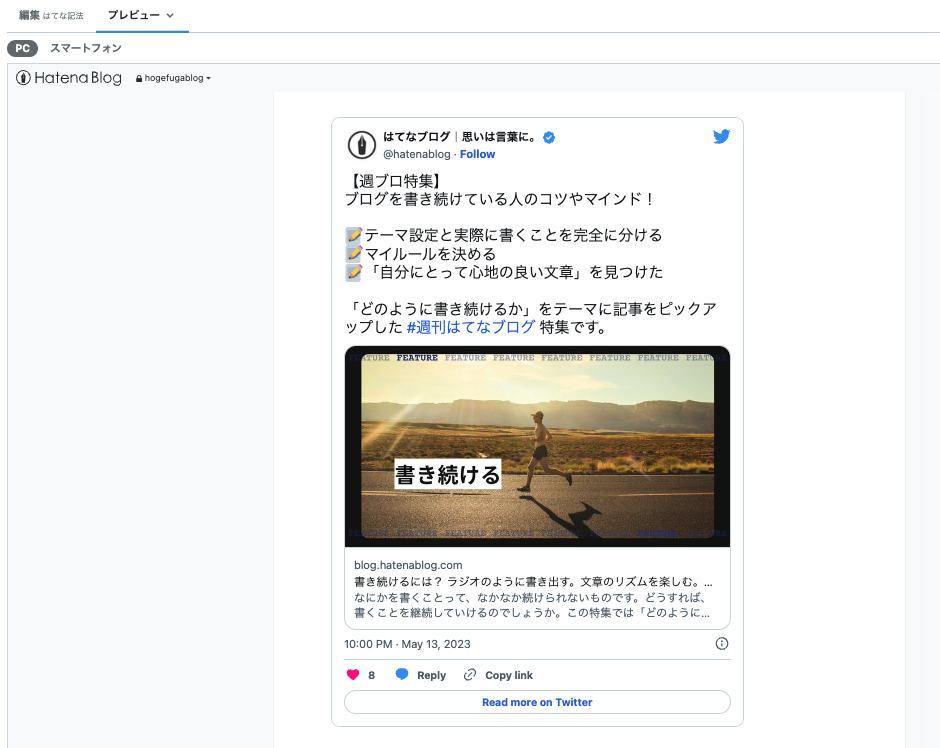 編集 はてな記法 プレビュー
PC スマートフォン
Hatena Blog hogefugablog
はてなブログ｜思いは言葉に。
@hatenablog · Follow
【週ブロ特集】
ブログを書き続けている人のコツやマインド！
📝テーマ設定と実際に書くことを完全に分ける
📝マイルールを決める
📝「自分にとって心地の良い文章」を見つけた
「どのように書き続けるか」をテーマに記事をピックア
ップした #週刊はてなブログ 特集です。
FEATURE FEATURE FEATURE FEATURE FEATURE FEATURE FEATURE FEATURE
書き続ける
FEATURE FEATURE FEATURE FEATURE FEATURE FEATURE FEATURE FEATURE
blog.hatenablog.com
書き続けるには？ ラジオのように書き出す。文章のリズムを楽しむ。...
なにかを書くことって、なかなか続けられないものです。どうすれば、
書くことを継続していけるのでしょうか。この特集では「どのように...
10:00 PM · May 13, 2023
8 Reply Copy link
Read more on Twitter